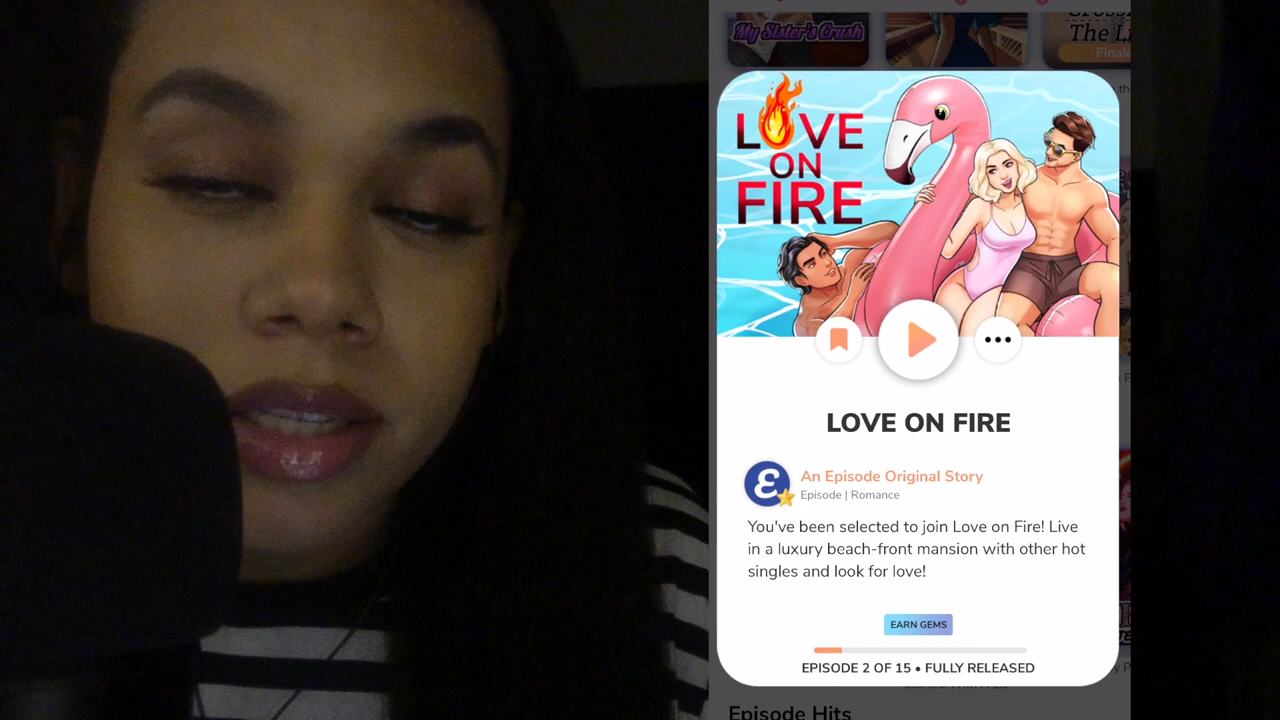 My Sister's Crush
The Li
Finale
LOVE
ON
FIRE
LOVE ON FIRE
An Episode Original Story
Episode | Romance
You've been selected to join Love on Fire! Live
in a luxury beach-front mansion with other hot
singles and look for love!
EARN GEMS
EPISODE 2 OF 15 • FULLY RELEASED
Episode Hits